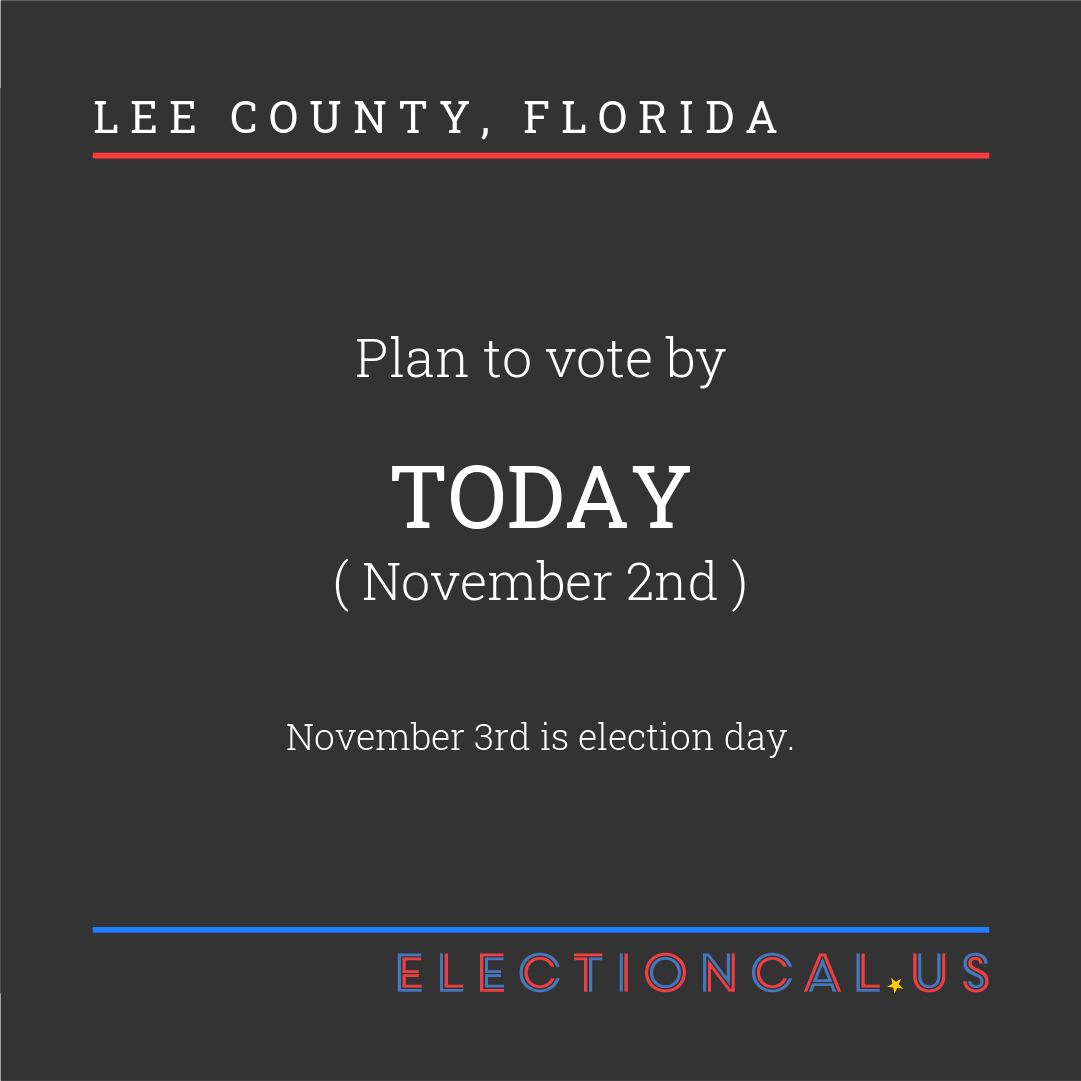 LEE COUNTY, FLORIDA
Plan to vote by
TODAY
( November 2nd )
November 3rd is election day.
ELECTIONCAL.US